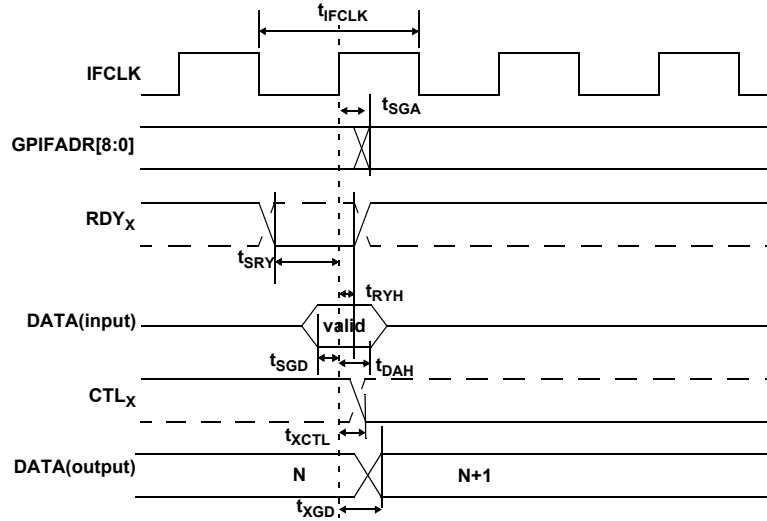 tIFCLK
IFCLK
tSGA
GPIFADR[8:0]
RDYX
tSRY
tRYH
DATA(input)
valid
tSGD
tDAH
CTLX
tXCTL
DATA(output)
N
N+1
tXGD